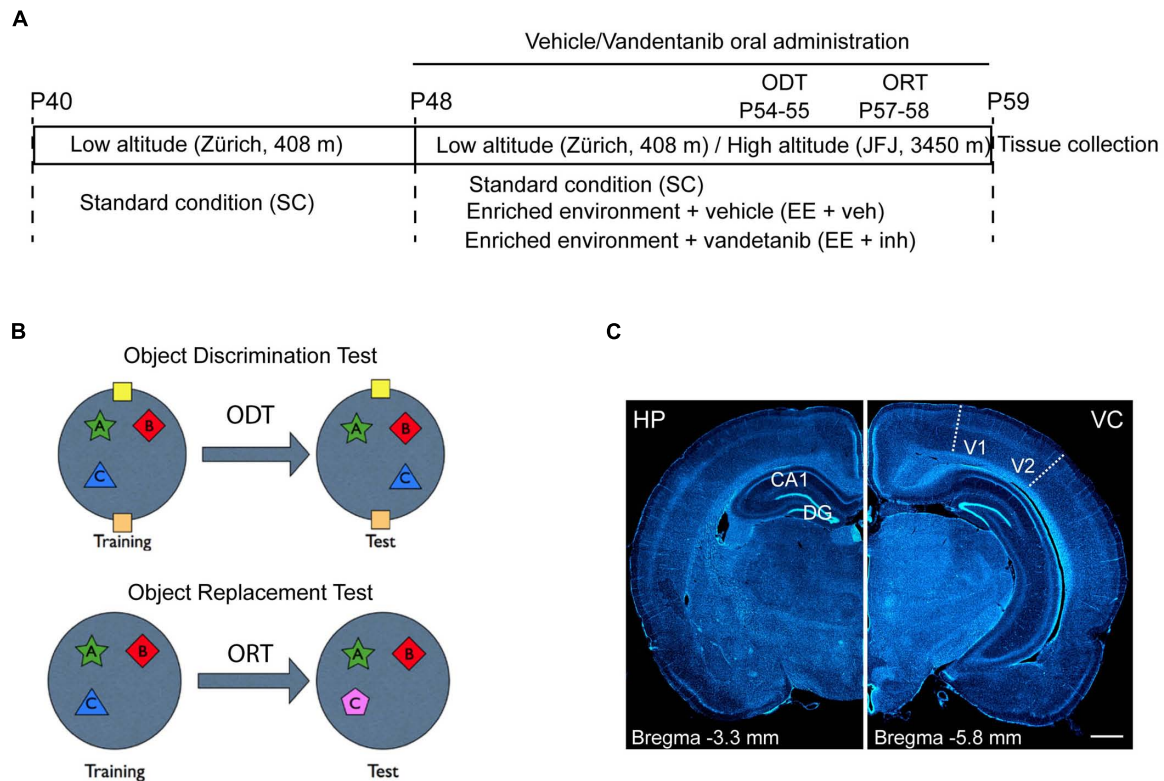 A
Vehicle/Vandentanib oral administration
ODT
P54-55
ORT
P57-58
P40
P48
P59
Low altitude (Zürich, 408 m)
Low altitude (Zürich, 408 m) / High altitude (JFJ, 3450 m)
Tissue collection
Standard condition (SC)
Standard condition (SC)
Enriched environment + vehicle (EE + veh)
Enriched environment + vandetanib (EE + inh)
B
Object Discrimination Test
A
B
C
Training
ODT
A
B
C
Test
Object Replacement Test
A
B
C
Training
ORT
A
B
C
Test
C
HP
CA1
DG
Bregma -3.3 mm
VC
V1
V2
Bregma -5.8 mm